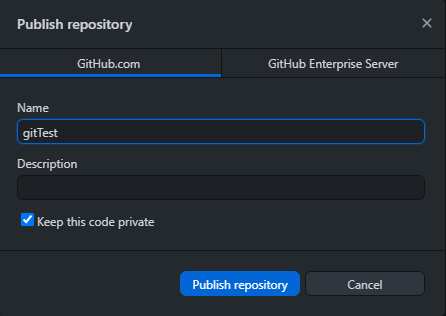 Publish repository
GitHub.com
GitHub Enterprise Server
Name
gitTest
Description
Keep this code private
Publish repository
Cancel